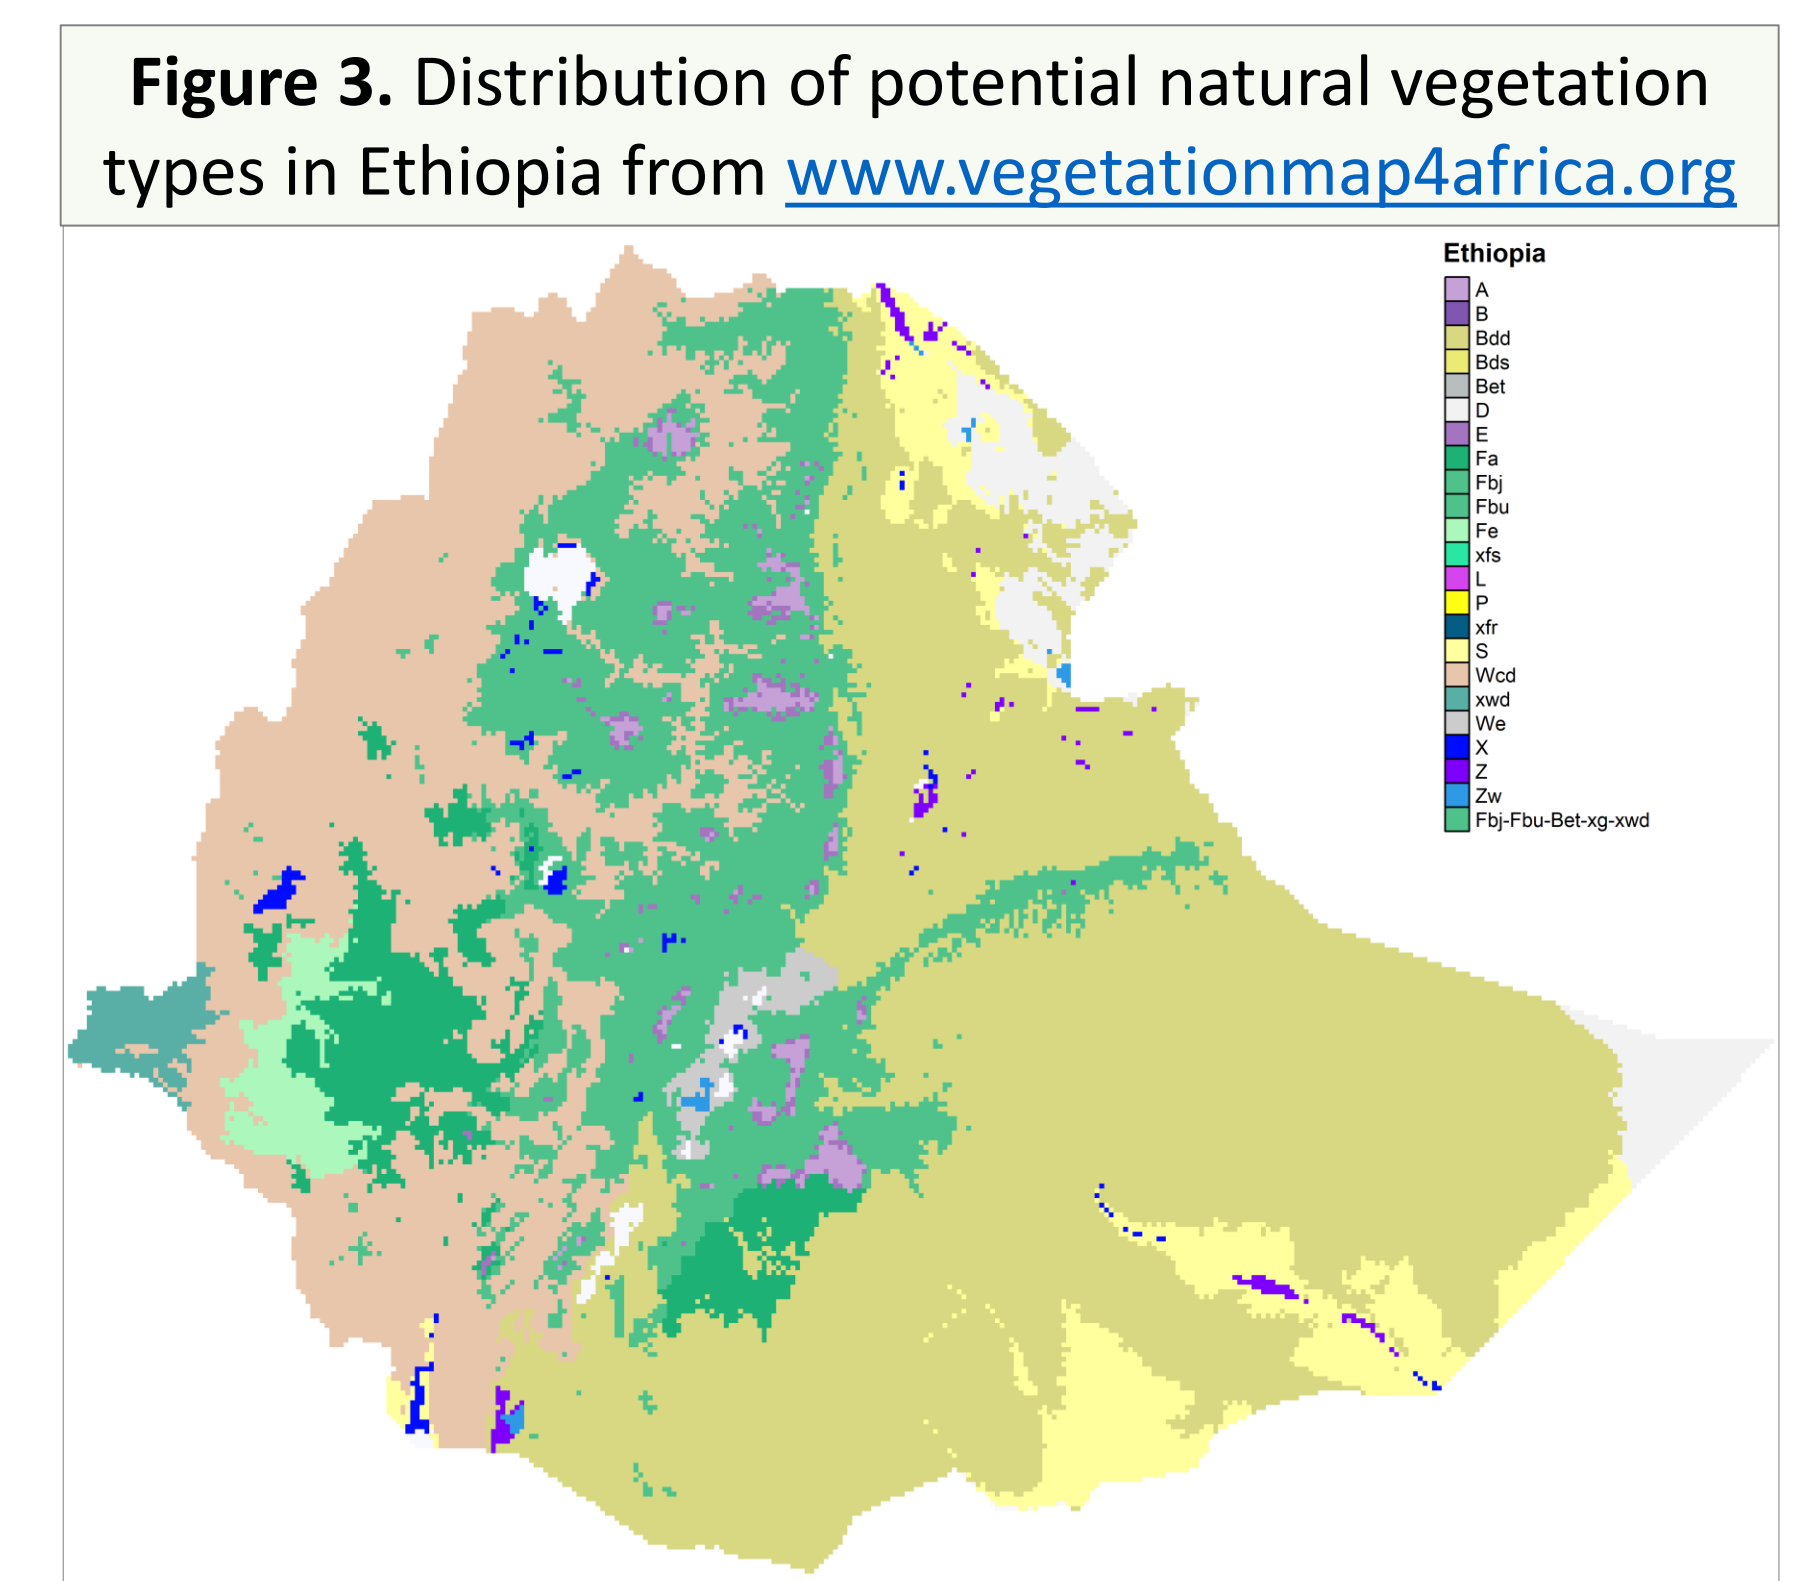 Figure 3. Distribution of potential natural vegetation
types in Ethiopia from www.vegetationmap4africa.org
Ethiopia
A
B
Bdd
Bds
Bet
D
E
Fa
Fbj
Fbu
Fe
xfs
L
P
xfr
S
Wcd
xwd
We
X
Z
Zw
Fbj-Fbu-Bet-xg-xwd